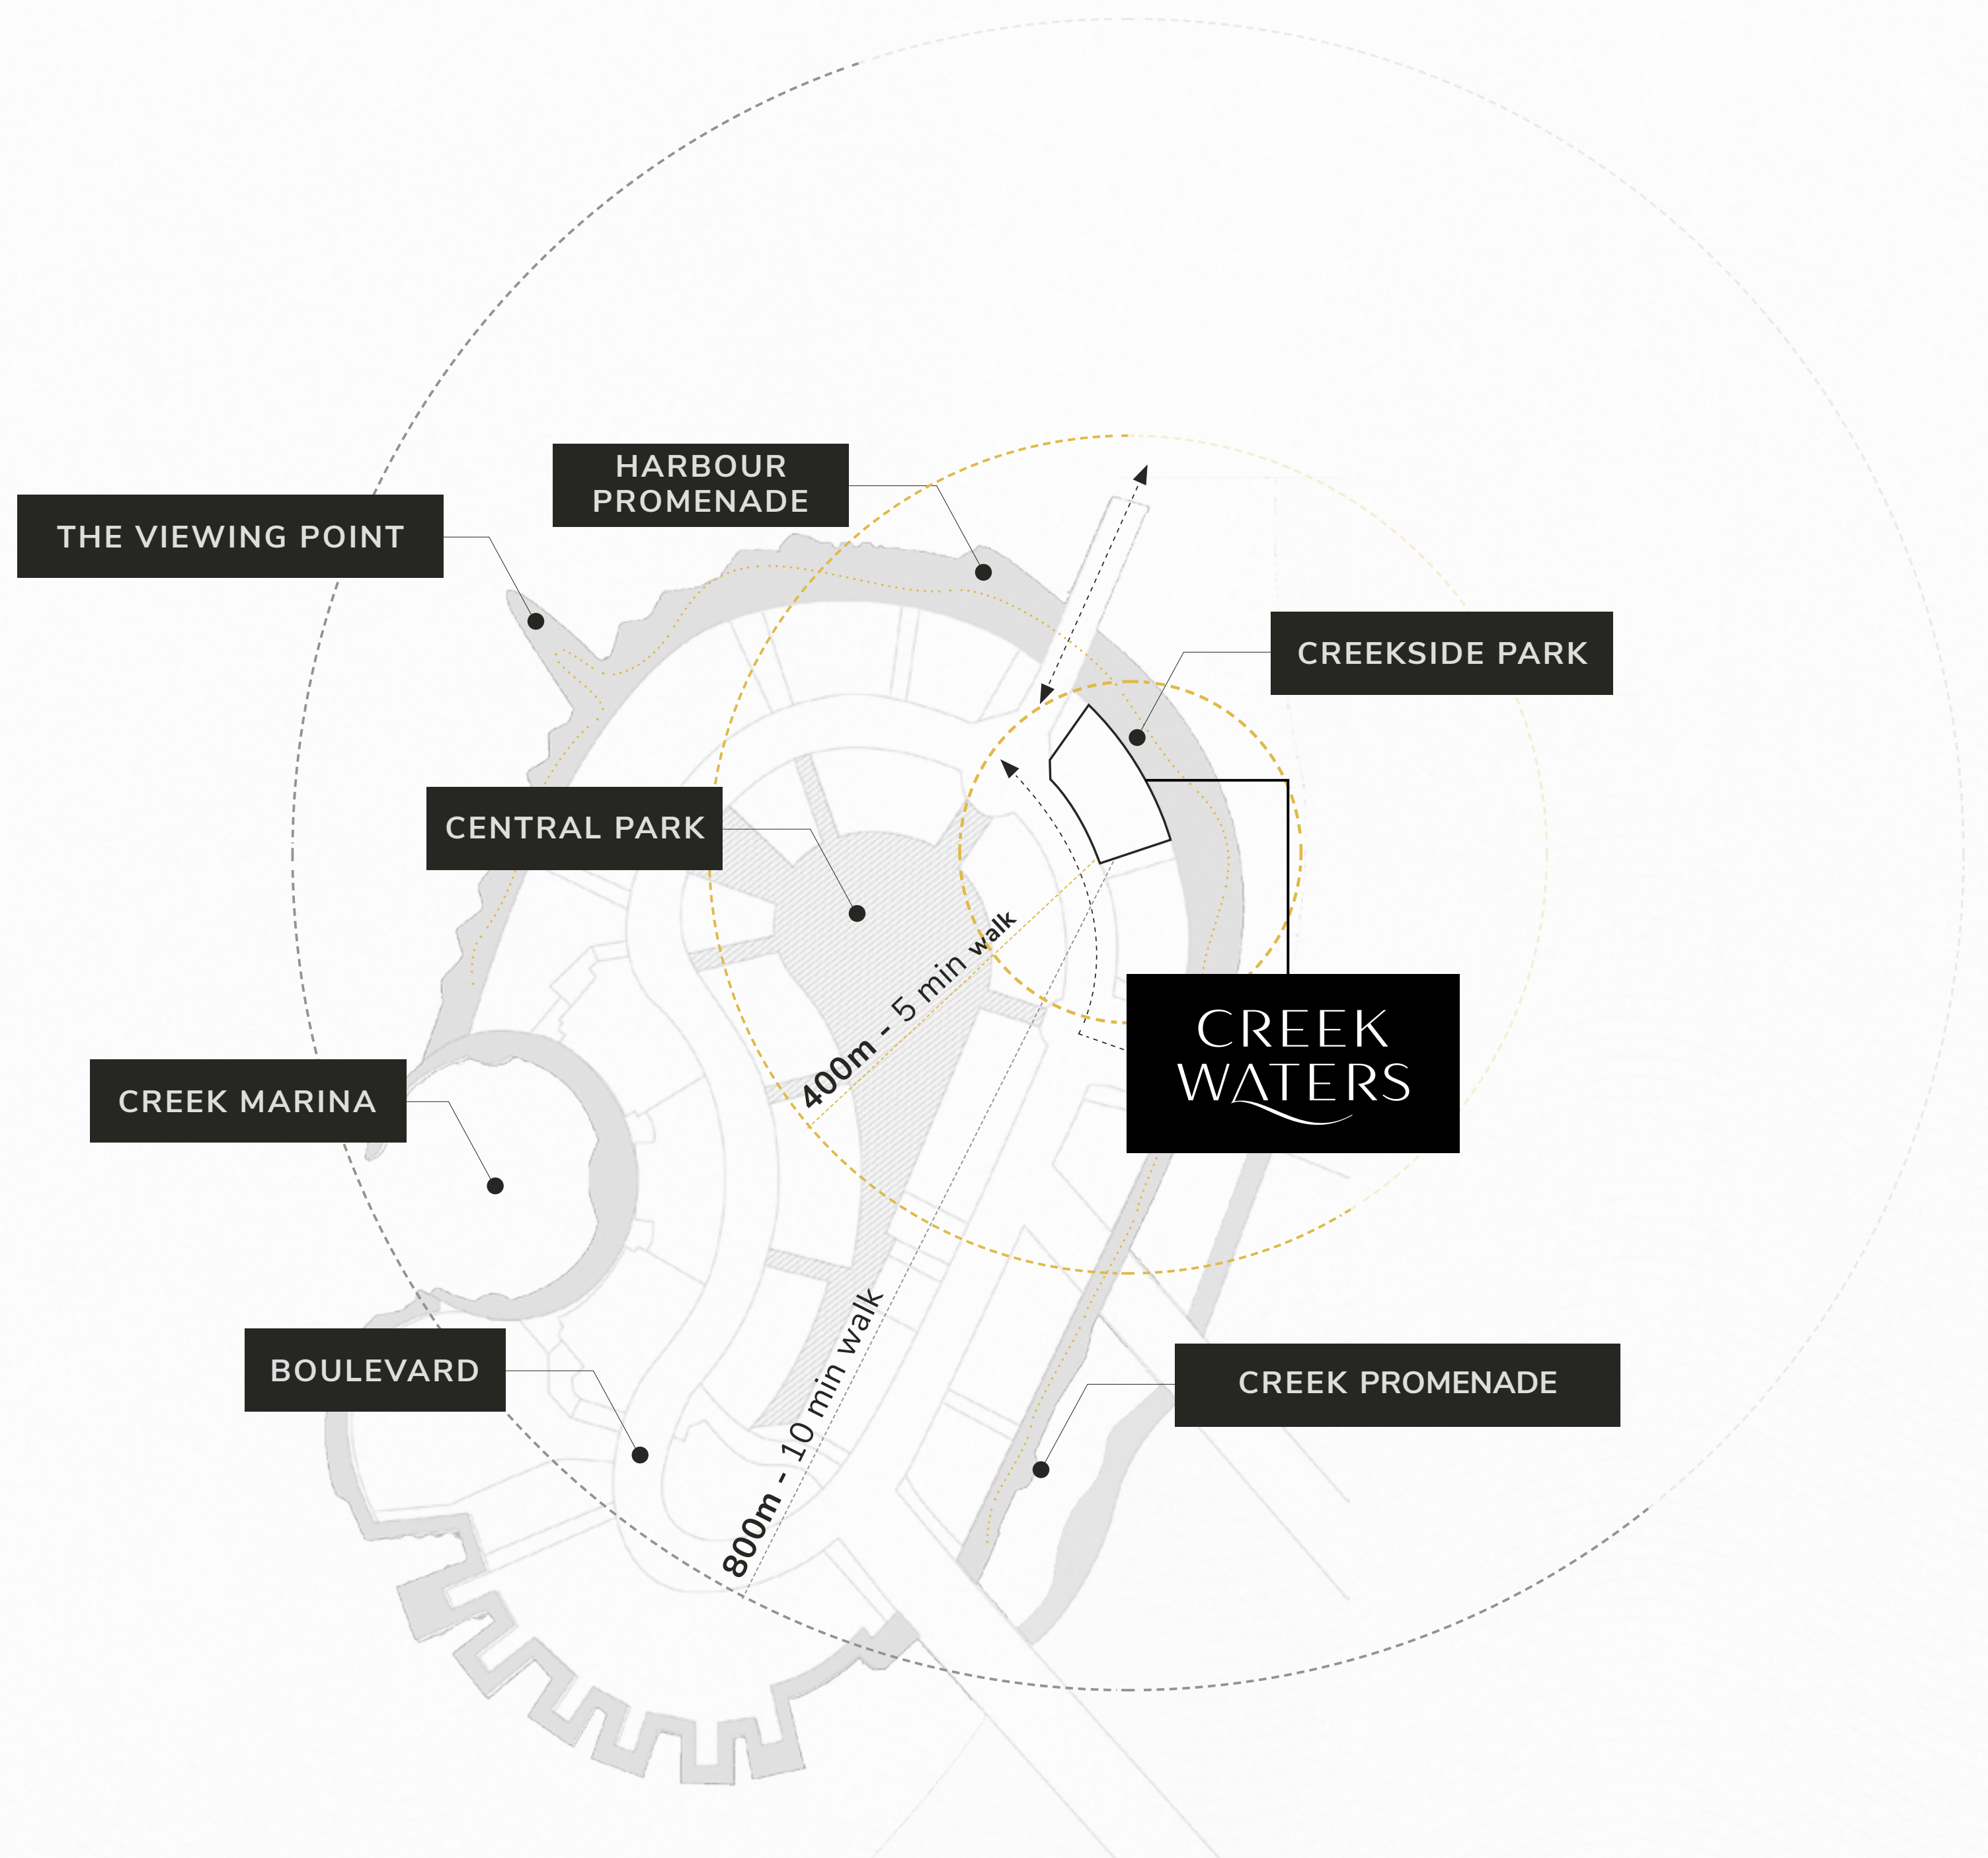 HARBOUR
PROMENADE
THE VIEWING POINT
CREEKSIDE PARK
CENTRAL PARK
400m - 5 min walk
CREEK
WATERS
CREEK MARINA
800m - 10 min walk
BOULEVARD
CREEK PROMENADE